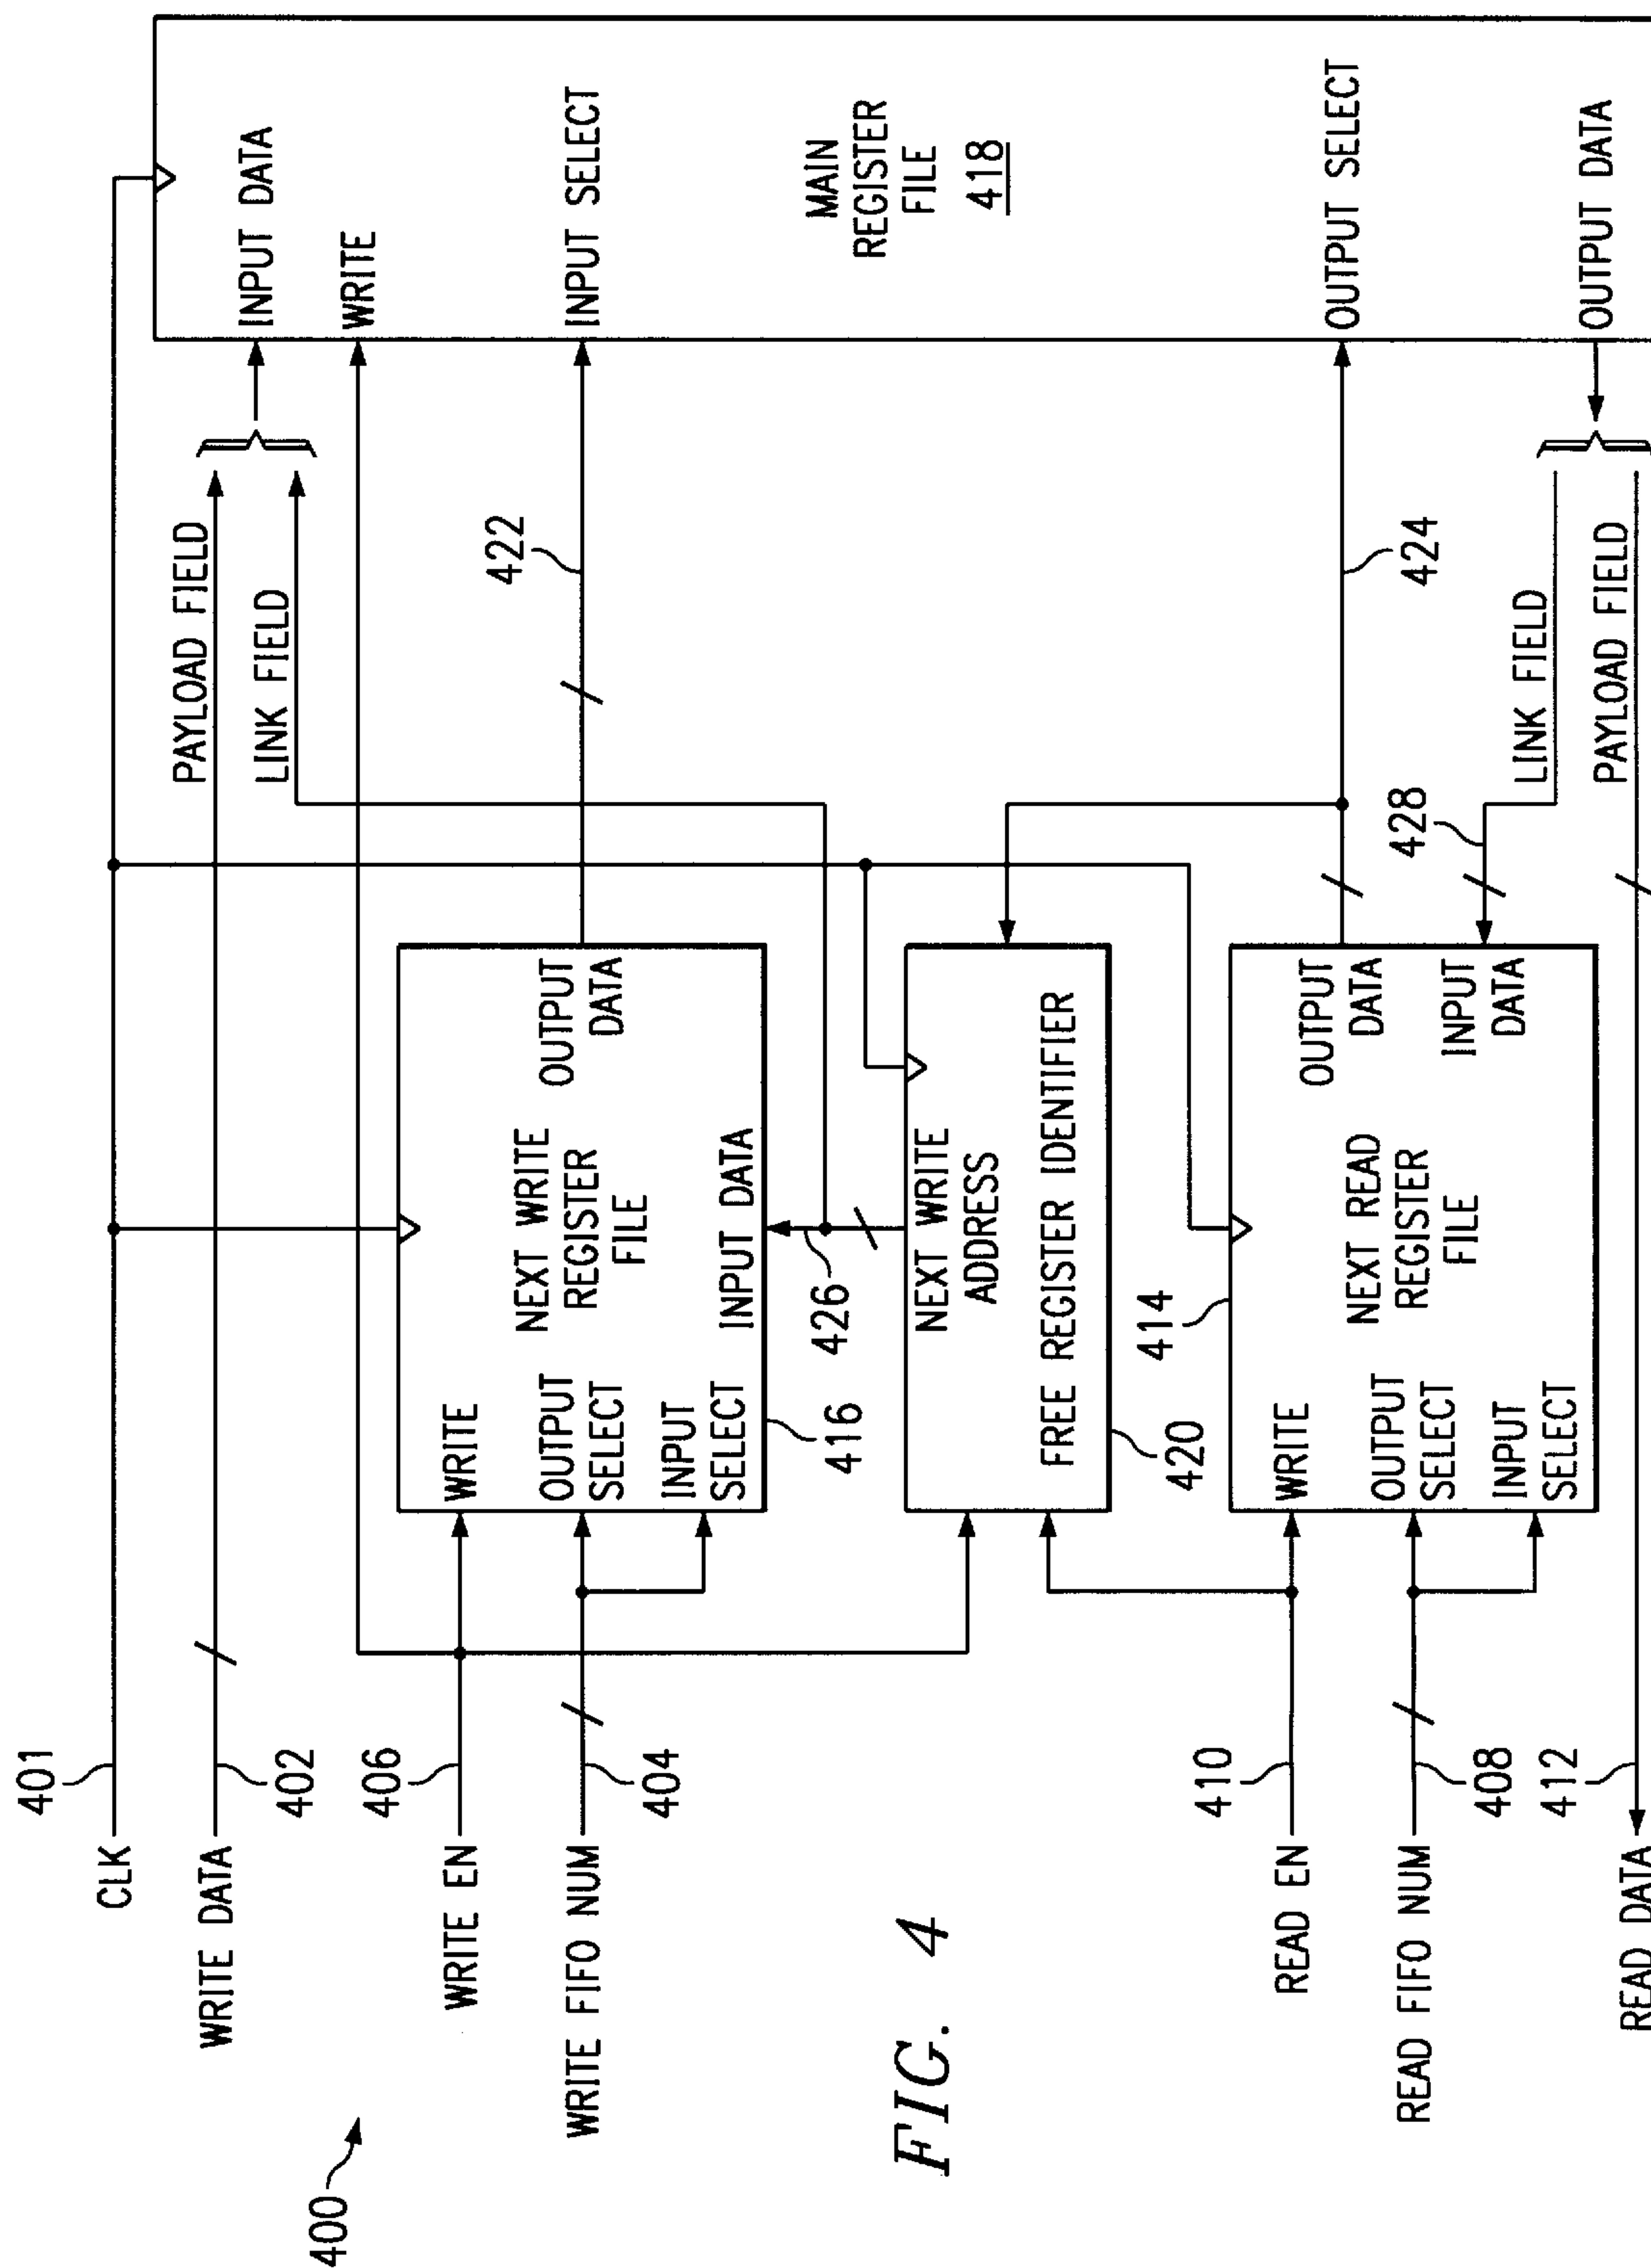 400
CLK
401
WRITE DATA
402
PAYLOAD FIELD
LINK FIELD
WRITE EN
406
WRITE FIFO NUM
404
WRITE
OUTPUT
SELECT
INPUT
SELECT
NEXT WRITE
REGISTER
FILE
INPUT DATA
OUTPUT
DATA
416
422
426
NEXT WRITE
ADDRESS
FREE REGISTER IDENTIFIER
420
READ EN
410
READ FIFO NUM
408
READ DATA
412
WRITE
OUTPUT
SELECT
INPUT
SELECT
414
NEXT READ
REGISTER
FILE
OUTPUT
DATA
INPUT
DATA
428
424
LINK FIELD
PAYLOAD FIELD
INPUT DATA
WRITE
INPUT SELECT
MAIN
REGISTER
FILE
418
OUTPUT SELECT
OUTPUT DATA
FIG. 4